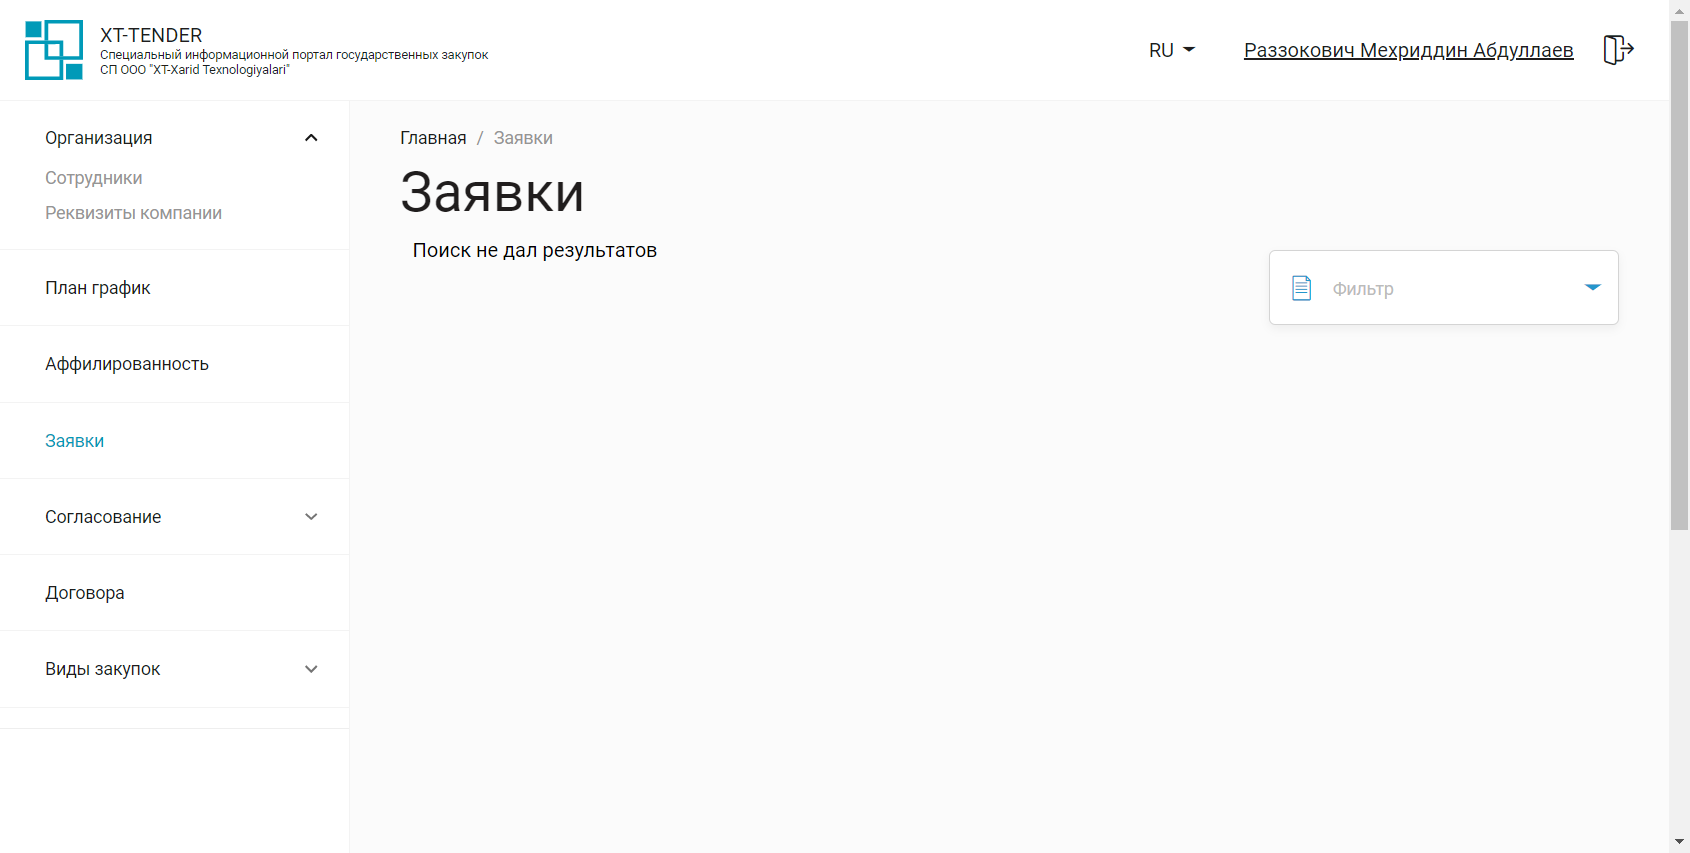 XT-TENDER
Специальный информационной портал государственных закупок
СП ООО "XT-Xarid Texnologiyalari"
RU
Раззокович Мехриддин Абдуллаев
Организация
Сотрудники
Реквизиты компании
План график
Аффилированность
Заявки
Согласование
Договора
Виды закупок
Главная / Заявки
Заявки
Поиск не дал результатов
Фильтр